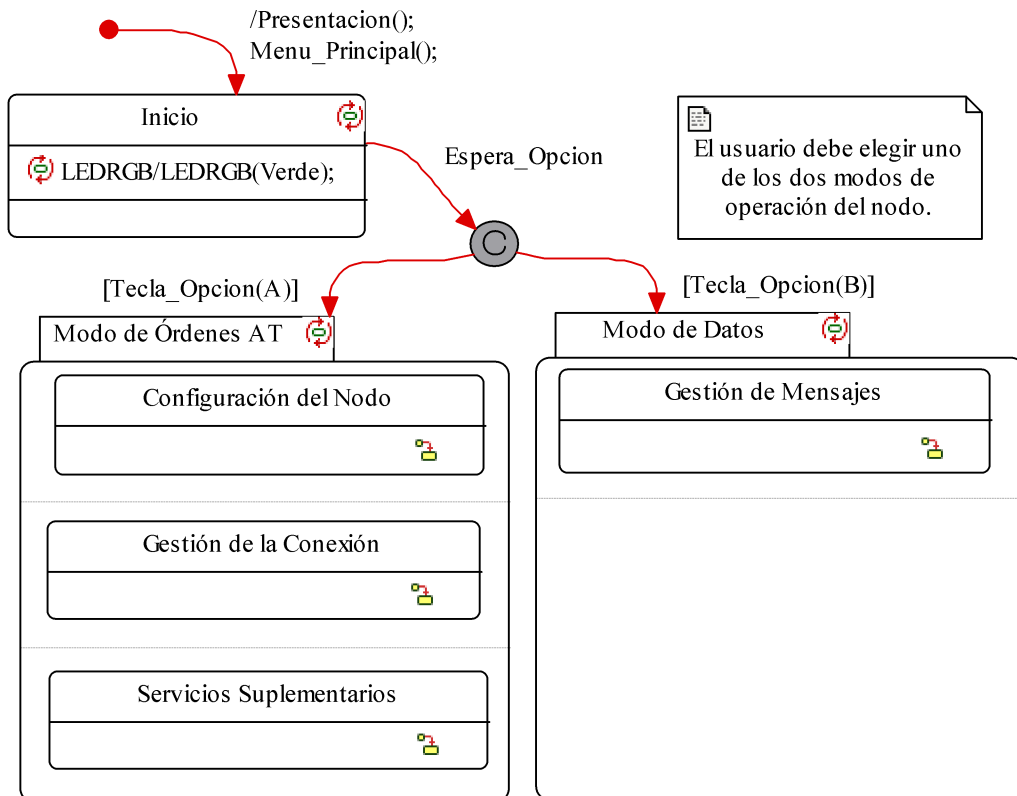 /Presentacion();
Menu_Principal();
Inicio
LEDRGB/LEDRGB(Verde);
Espera_Opcion
El usuario debe elegir uno
de los dos modos de
operación del nodo.
C
[Tecla_Opcion(A)]
[Tecla_Opcion(B)]
Modo de Órdenes AT
Modo de Datos
Configuración del Nodo
Gestión de Mensajes
Gestión de la Conexión
Servicios Suplementarios